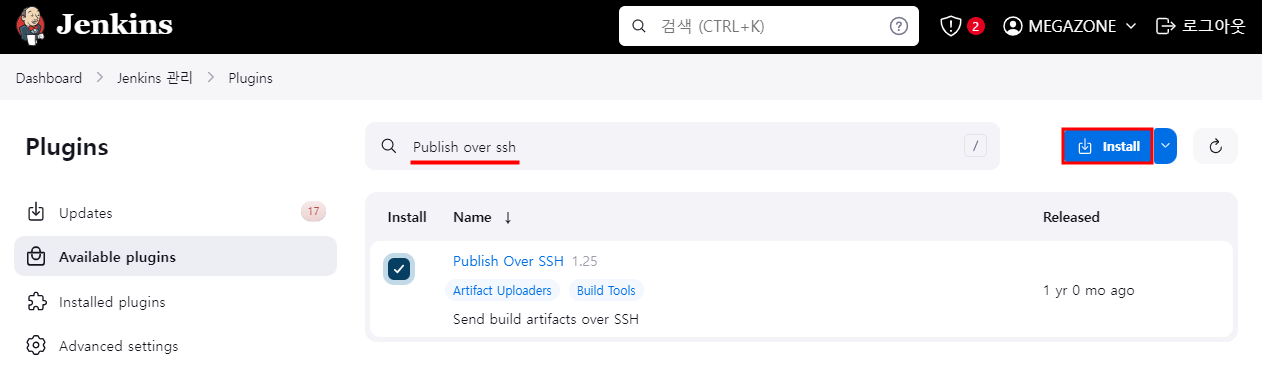 Jenkins
검색 (CTRL+K)
?
2
MEGAZONE
로그아웃
Dashboard > Jenkins 관리 > Plugins
Plugins
Publish over ssh
/
Install
Updates
17
Available plugins
Installed plugins
Advanced settings
Install Name ↓ Released
Publish Over SSH 1.25
Artifact Uploaders Build Tools
1 yr 0 mo ago
Send build artifacts over SSH